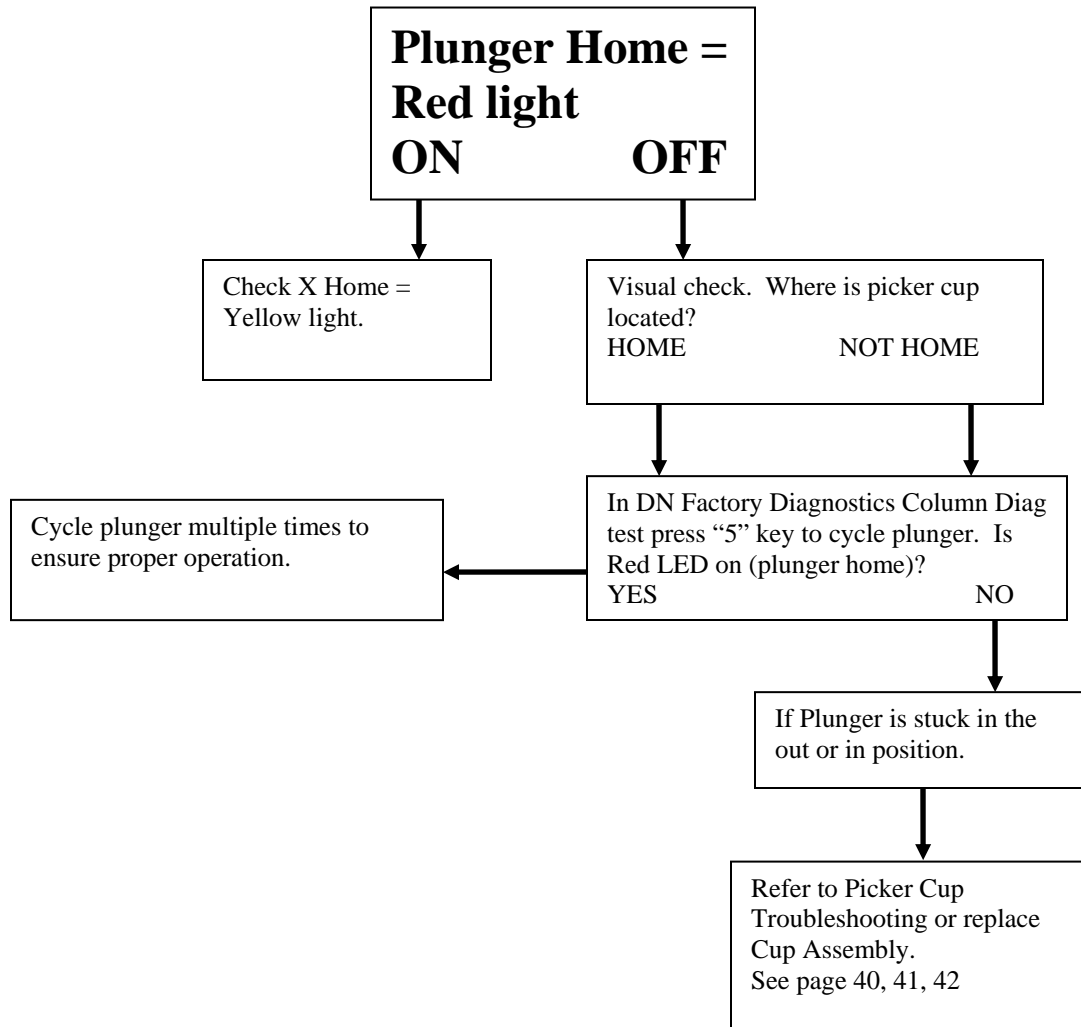 Plunger Home =
Red light
ON OFF
Check X Home =
Yellow light.
Visual check. Where is picker cup
located?
HOME NOT HOME
Cycle plunger multiple times to
ensure proper operation.
In DN Factory Diagnostics Column Diag
test press “5” key to cycle plunger. Is
Red LED on (plunger home)?
YES NO
If Plunger is stuck in the
out or in position.
Refer to Picker Cup
Troubleshooting or replace
Cup Assembly.
See page 40, 41, 42